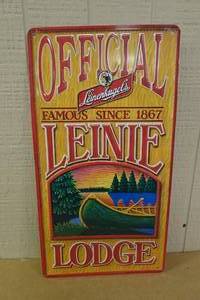 OFFICIAL
Leinenkugel's
FAMOUS SINCE 1867
LEINIE
LODGE